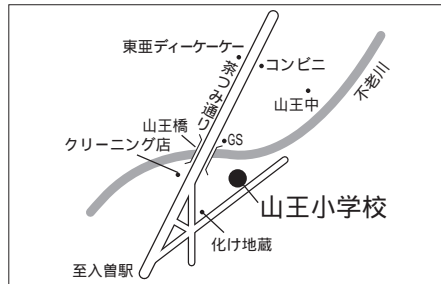 東亜ディーケーケー
コンビニ
茶つみ通り
山王中
不老川
山王橋
GS
クリーニング店
山王小学校
化け地蔵
至入曽駅